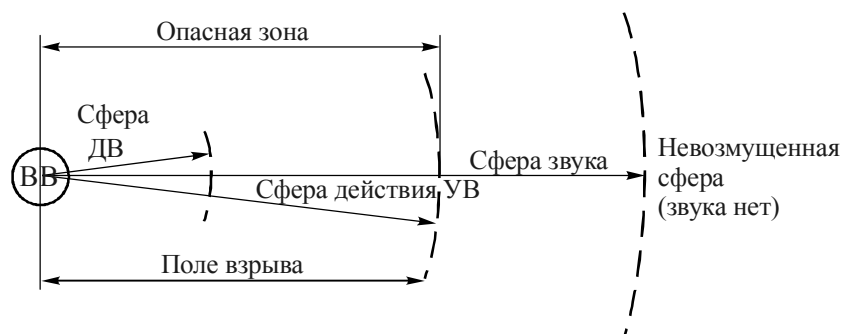 Опасная зона
Сфера
ДВ
ВВ
Сфера звука
Невозмущенная
сфера
(звука нет)
Сфера действия УВ
Поле взрыва